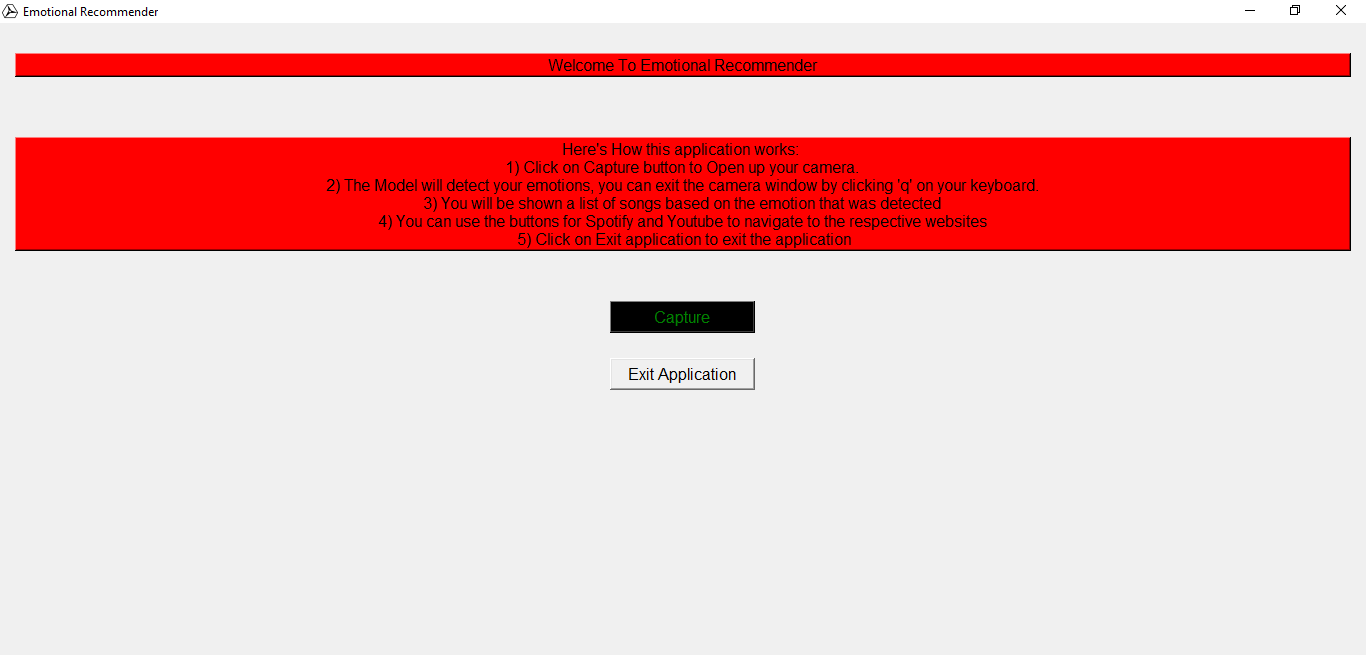 Emotional Recommender
Welcome To Emotional Recommender
Here's How this application works:
1) Click on Capture button to Open up your camera.
2) The Model will detect your emotions, you can exit the camera window by clicking 'q' on your keyboard.
3) You will be shown a list of songs based on the emotion that was detected
4) You can use the buttons for Spotify and Youtube to navigate to the respective websites
5) Click on Exit application to exit the application
Capture
Exit Application